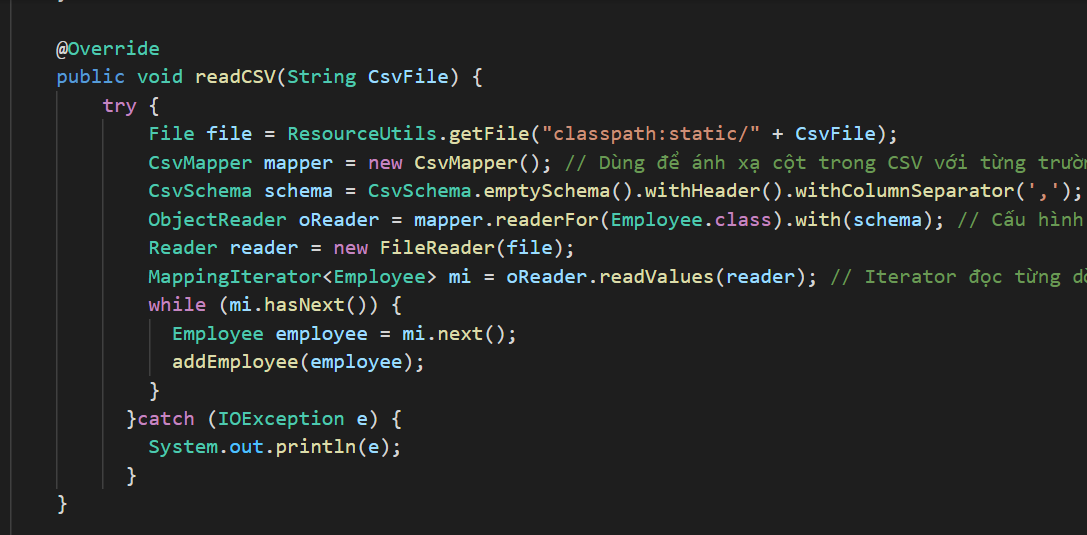 @Override
public void readCSV(String CsvFile) {
try {
File file = ResourceUtils.getFile("classpath:static/" + CsvFile);
CsvMapper mapper = new CsvMapper(); // Dùng để ánh xạ cột trong CSV với từng
CsvSchema schema = CsvSchema.emptySchema().withHeader().withColumnSeparator(',');
ObjectReader oReader = mapper.readerFor(Employee.class).with(schema); // Cấu hình
Reader reader = new FileReader(file);
MappingIterator<Employee> mi = oReader.readValues(reader); // Iterator đọc từng
while (mi.hasNext()) {
Employee employee = mi.next();
addEmployee(employee);
}
}catch (IOException e) {
System.out.println(e);
}
}